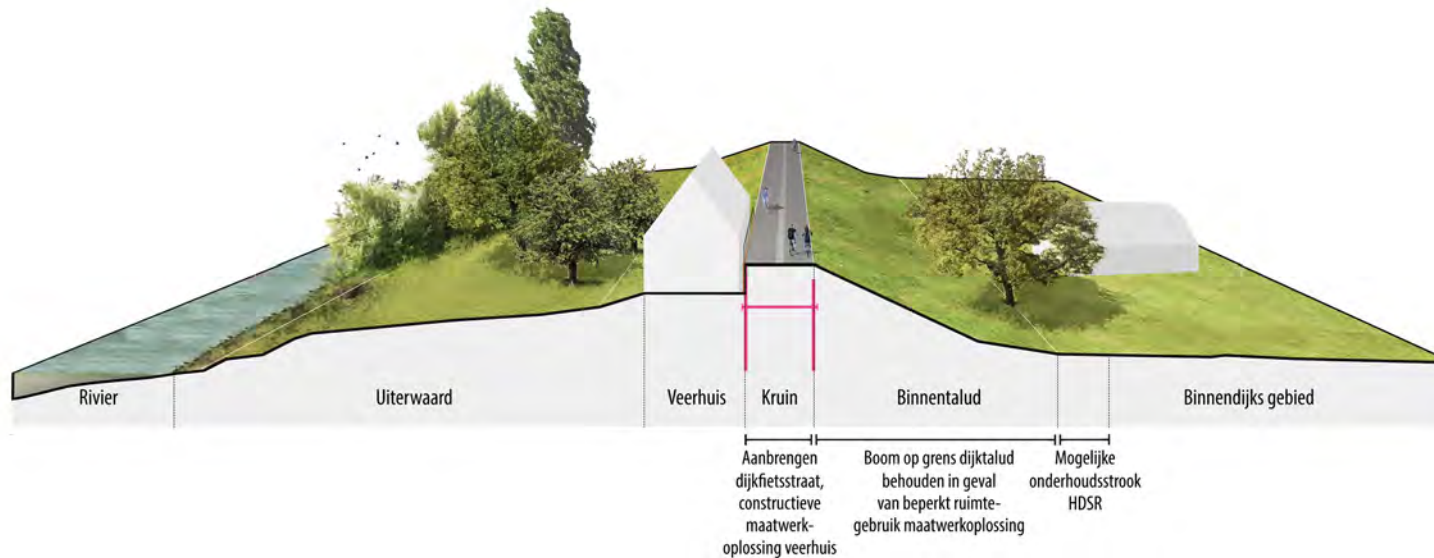 Rivier
Uiterwaard
Veerhuis
Kruin
Binnentalud
Binnendijks gebied
Aanbrengen
dijkfietsstraat,
constructieve
maatwerk-
oplossing veerhuis
Boom op grens dijktalud
behouden in geval
van beperkt ruimte-
gebruik maatwerkoplossing
Mogelijke
onderhoudsstrook
HDSR